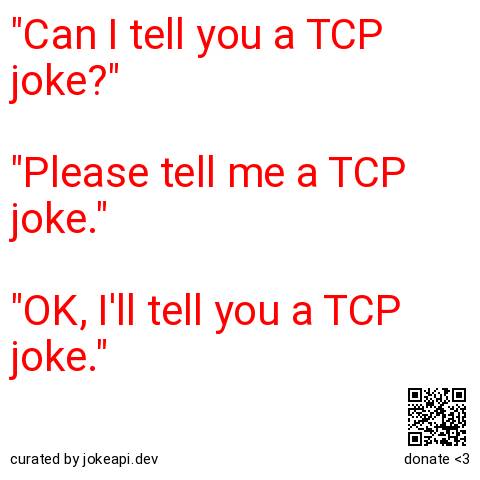 "Can I tell you a TCP
joke?"
"Please tell me a TCP
joke."
"OK, I'll tell you a TCP
joke."
curated by jokeapi.dev
donate <3